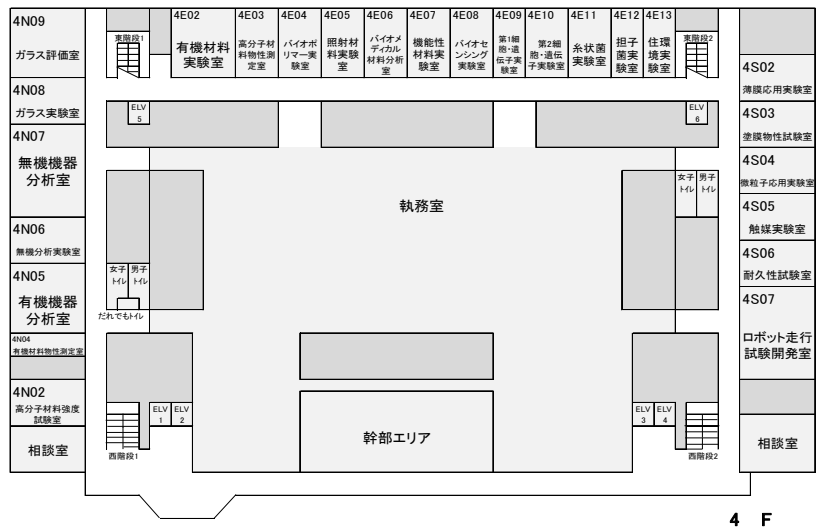 4N09
ガラス評価室
4N08
ガラス実験室
4N07
無機機器
分析室
4N06
無機分析実験室
4N05
有機機器
分析室
4N04
有機材料物性測定室
4N02
高分子材料強度
試験室
相談室
東階段1
4E02
有機材料
実験室
4E03
高分子材
料物性測
定室
4E04
バイオポ
リマー実
験室
4E05
照射材
料実験
室
4E06
バイオメ
ディカル
材料分析
室
4E07
機能性
材料実
験室
4E08
バイオセ
ンシング
実験室
4E09
第1細
胞・遺
伝子実
験室
4E10
第2細
胞・遺伝
子実験室
4E11
糸状菌
実験室
4E12
担子
菌実
験室
4E13
住環
境実
験室
東階段2
4S02
薄膜応用実験室
4S03
塗膜物性試験室
4S04
微粒子応用実験室
4S05
触媒実験室
4S06
耐久性試験室
4S07
ロボット走行
試験開発室
相談室
ELV
5
ELV
6
執務室
女子
トイレ
男子
トイレ
女子
トイレ
男子
トイレ
だれでもトイレ
ELV
1
ELV
2
ELV
3
ELV
4
幹部エリア
西階段1
西階段2
4 F